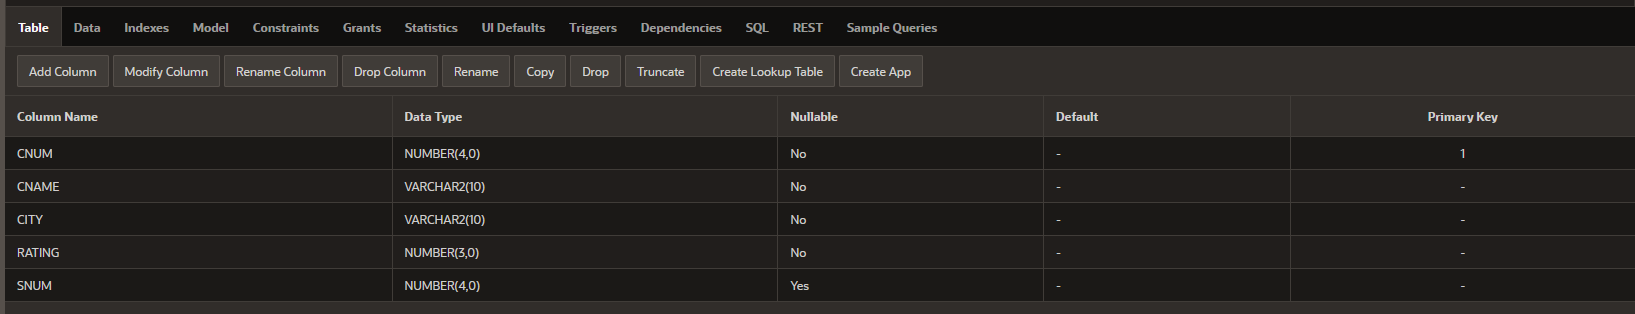 Table Data Indexes Model Constraints Grants Statistics UI Defaults Triggers Dependencies SQL REST Sample Queries
Add Column Modify Column Rename Column Drop Column Rename Copy Drop Truncate Create Lookup Table Create App
Column Name Data Type Nullable Default Primary Key
CNUM NUMBER(4,0) No - 1
CNAME VARCHAR2(10) No - -
CITY VARCHAR2(10) No - -
RATING NUMBER(3,0) No - -
SNUM NUMBER(4,0) Yes - -